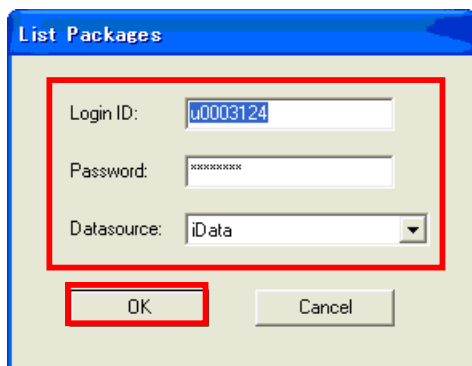 List Packages
Login ID: u0003124
Password: ********
Datasource: iData
OK Cancel